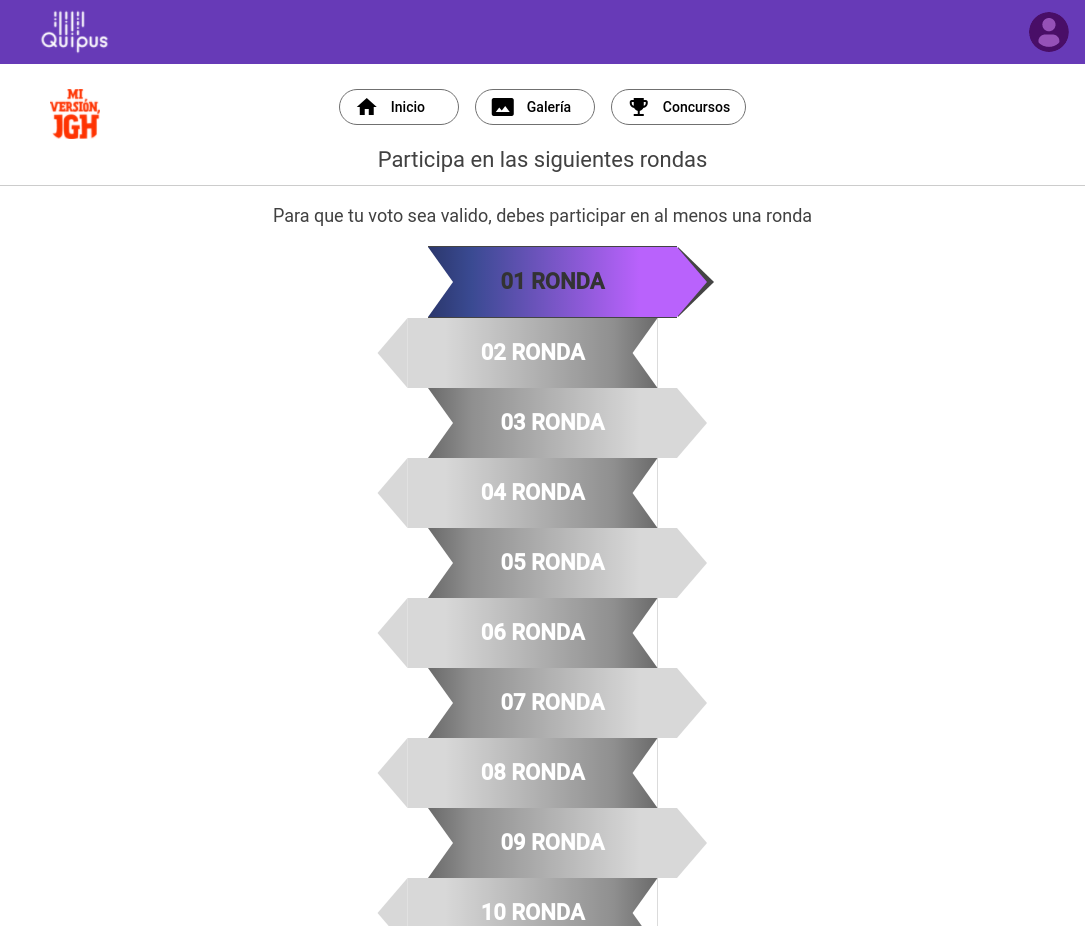 Quipus
MI
VERSIÓN,
JGH
Inicio
Galería
Concursos
Participa en las siguientes rondas
Para que tu voto sea valido, debes participar en al menos una ronda
01 RONDA
02 RONDA
03 RONDA
04 RONDA
05 RONDA
06 RONDA
07 RONDA
08 RONDA
09 RONDA
10 RONDA